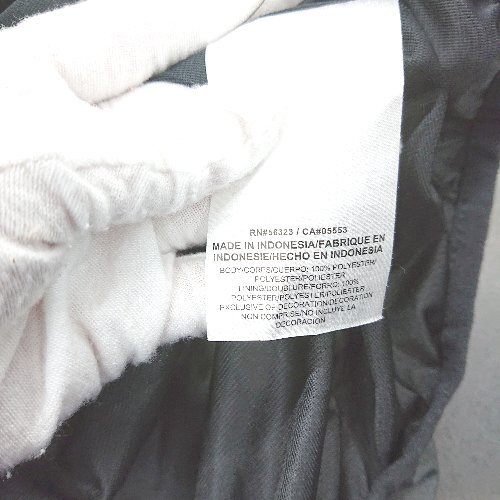 RN#56323 / CA#05553
MADE IN INDONESIA/FABRIQUE EN
INDONESIE/HECHO EN INDONESIA
BODY/CORPS/CUERPO: 100% POLYESTER/
POLYESTER/POLIESTER
LINING/DOUBLURE/FORRO: 100%
POLYESTER/POLYESTER/POLIESTER
EXCLUSIVE OF DECORATION/DECORATION
NON COMPRISE/NO INCLUYE LA
DECORACION